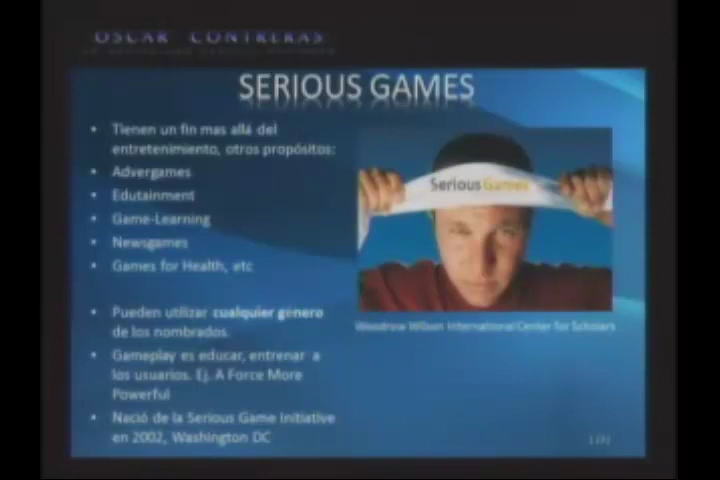 OSCAR CONTRERAS
SERIOUS GAMES
• Tienen un fin mas allá del
entretenimiento, otros propósitos:
• Advergames
• Edutainment
• Game-Learning
• Newsgames
• Games for Health, etc
• Pueden utilizar cualquier género
de los nombrados.
• Gameplay es educar, entrenar a
los usuarios. Ej. A Force More
Powerful
• Nació de la Serious Game Initiative
en 2002, Washington DC
SeriousGames
Woodrow Wilson International Center for Scholars